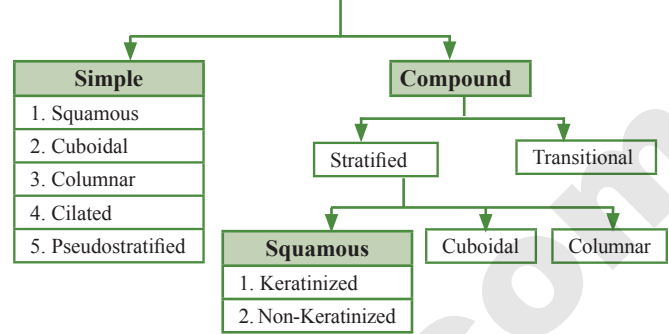 Simple
1. Squamous
2. Cuboidal
3. Columnar
4. Cilated
5. Pseudostratified
Compound
Stratified
Transitional
Squamous
1. Keratinized
2. Non-Keratinized
Cuboidal
Columnar
com